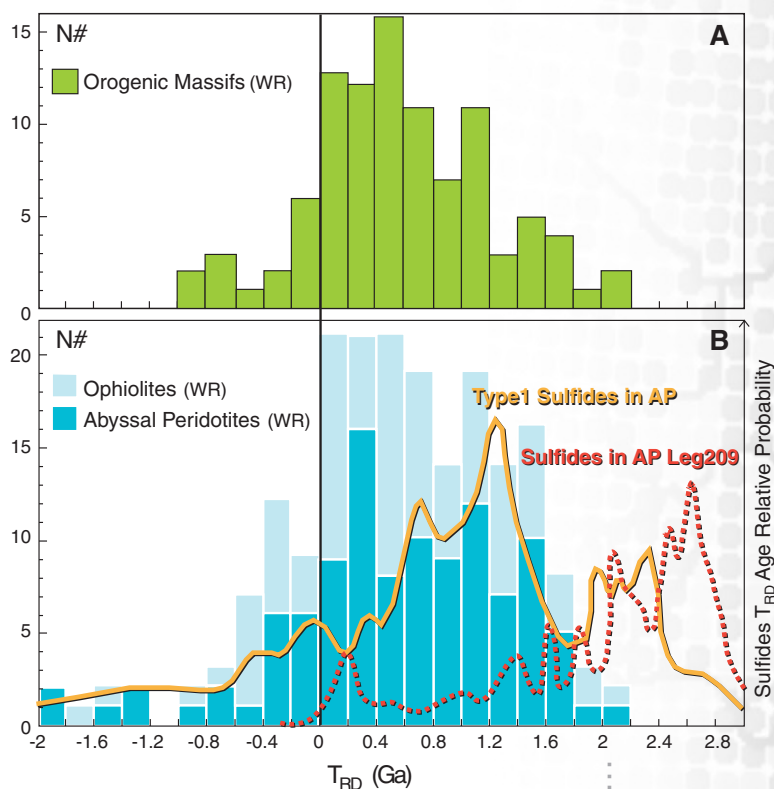 15
10
5
0
N#
A
Orogenic Massifs (WR)
20
15
10
5
0
N#
B
Ophiolites (WR)
Abyssal Peridotites (WR)
Type1 Sulfides in AP
Sulfides in AP Leg209
Sulfides TRD Age Relative Probability
-2 -1.6 -1.2 -0.8 -0.4 0 0.4 0.8 1.2 1.6 2 2.4 2.8
TRD (Ga)